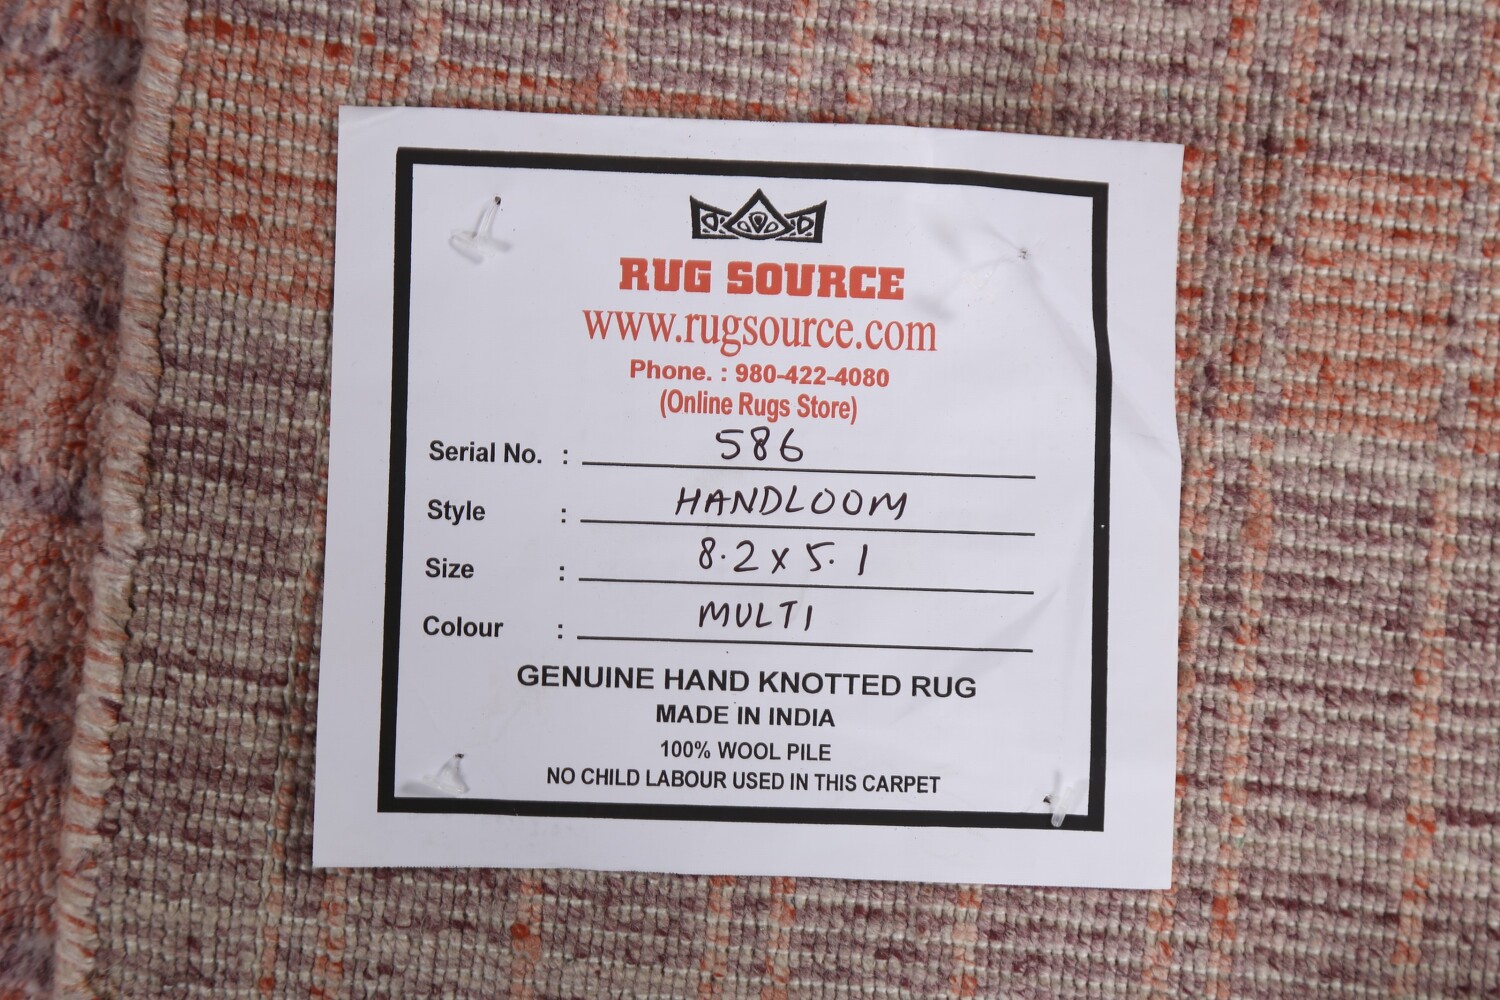 RUG SOURCE
www.rugsource.com
Phone. : 980-422-4080
(Online Rugs Store)
Serial No. : 586
Style : HANDLOOM
Size : 8.2 x 5.1
Colour : MULTI
GENUINE HAND KNOTTED RUG
MADE IN INDIA
100% WOOL PILE
NO CHILD LABOUR USED IN THIS CARPET